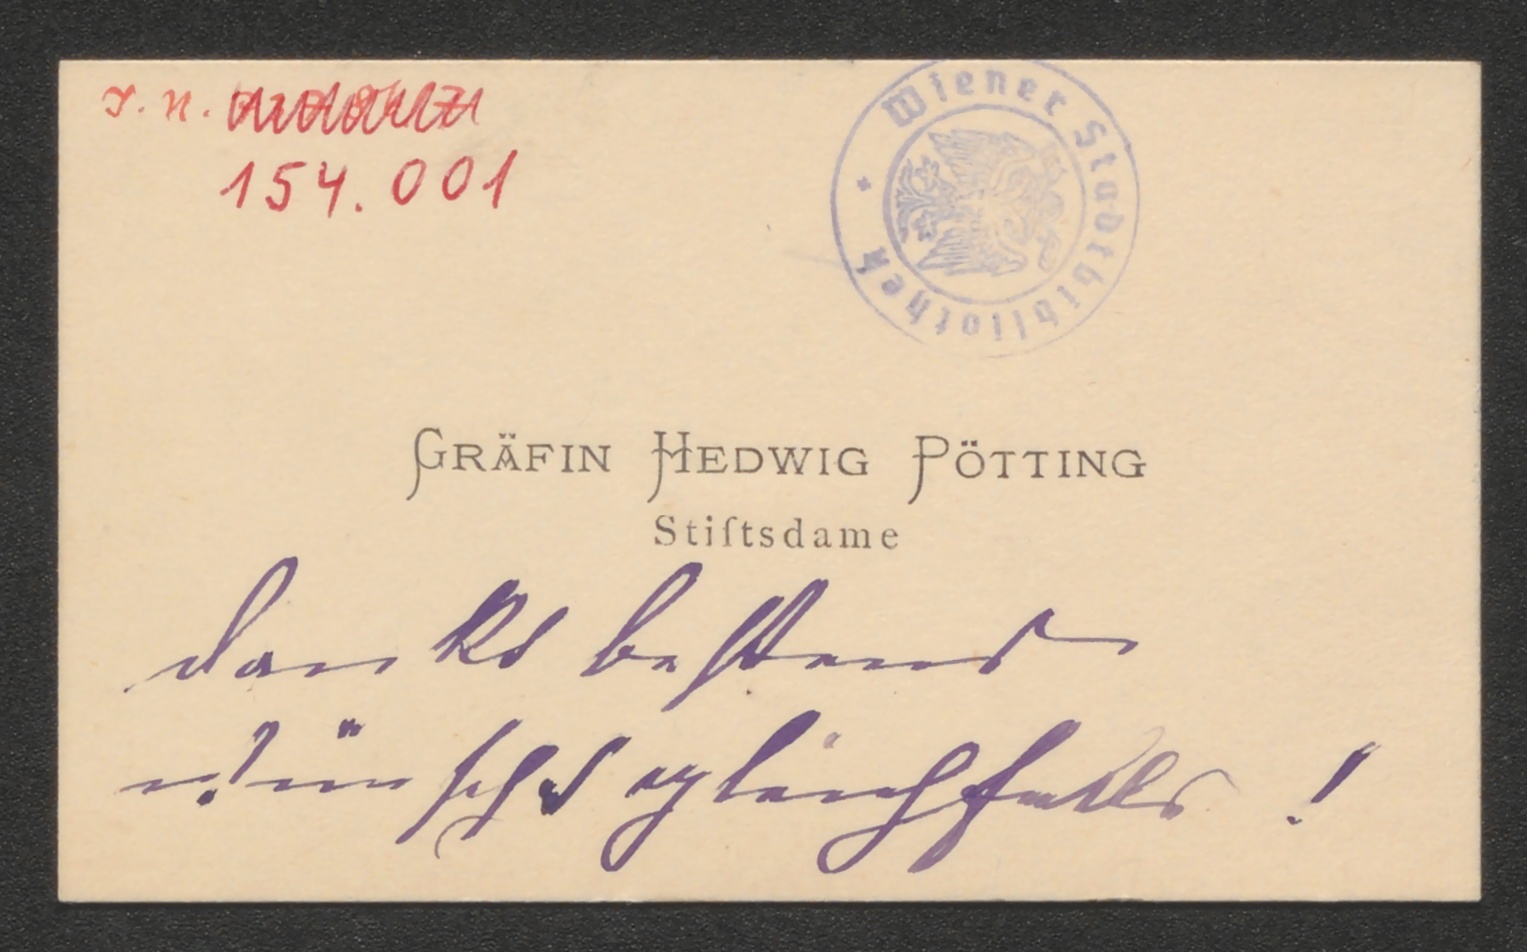 J. N.
154.001
Wiener Stadtbibliothek
GRÄFIN HEDWIG PÖTTING
Stiftsdame
dankt bestens
wünscht gleichfalls !